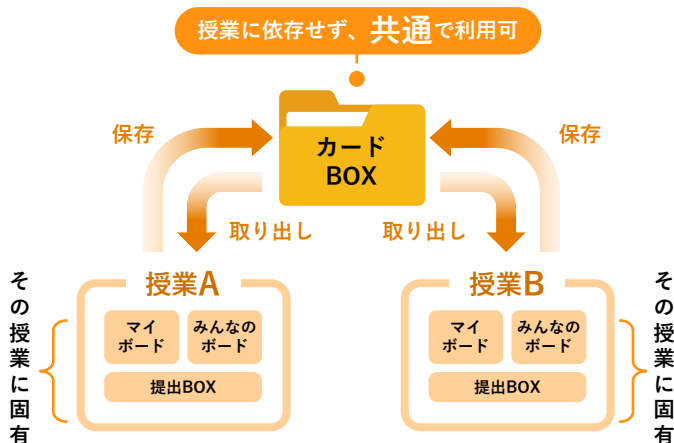 授業に依存せず、共通で利用可
カード
BOX
保存
保存
取り出し
取り出し
授業A
マイ
ボード
みんなの
ボード
提出BOX
その授業に固有
授業B
マイ
ボード
みんなの
ボード
提出BOX
その授業に固有